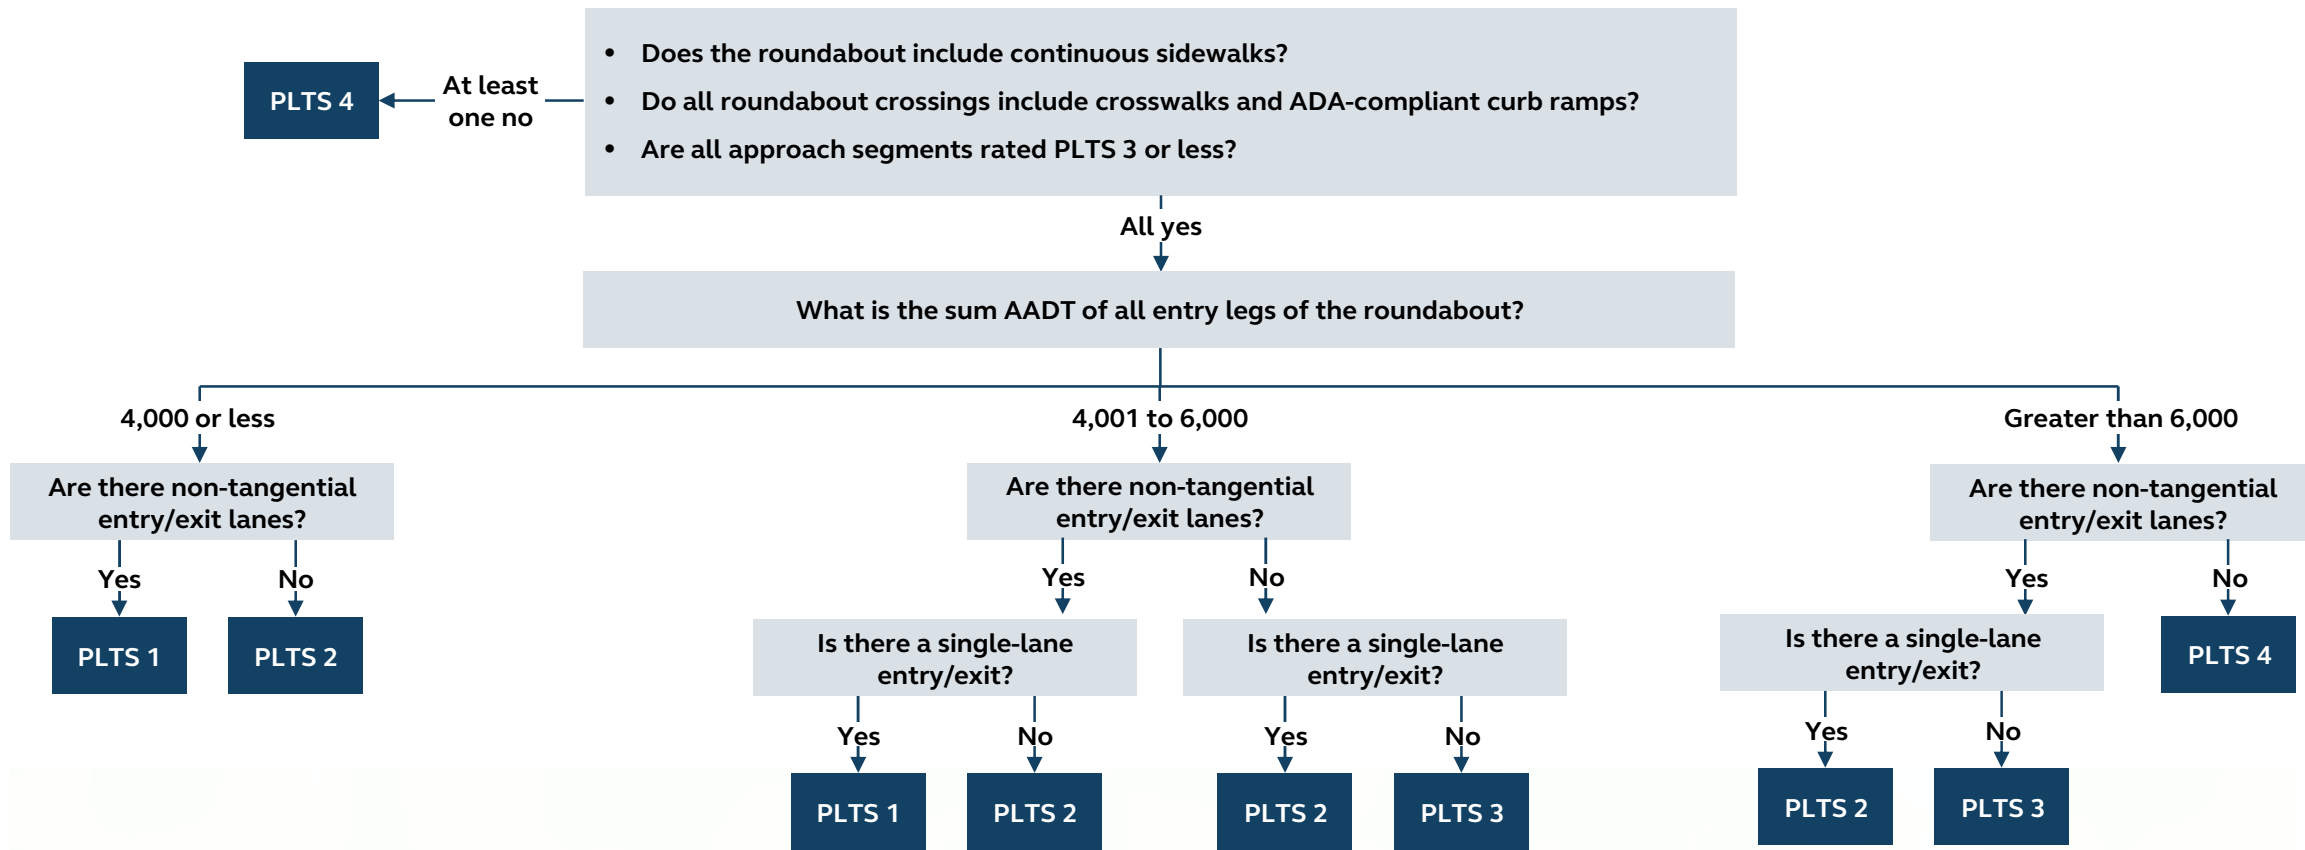 • Does the roundabout include continuous sidewalks?
• Do all roundabout crossings include crosswalks and ADA-compliant curb ramps?
• Are all approach segments rated PLTS 3 or less?
At least
one no
PLTS 4
All yes
What is the sum AADT of all entry legs of the roundabout?
4,000 or less
4,001 to 6,000
Greater than 6,000
Are there non-tangential
entry/exit lanes?
Are there non-tangential
entry/exit lanes?
Are there non-tangential
entry/exit lanes?
Yes
No
Yes
No
Yes
No
PLTS 1
PLTS 2
Is there a single-lane
entry/exit?
Is there a single-lane
entry/exit?
Is there a single-lane
entry/exit?
PLTS 4
Yes
No
Yes
No
Yes
No
PLTS 1
PLTS 2
PLTS 2
PLTS 3
PLTS 2
PLTS 3